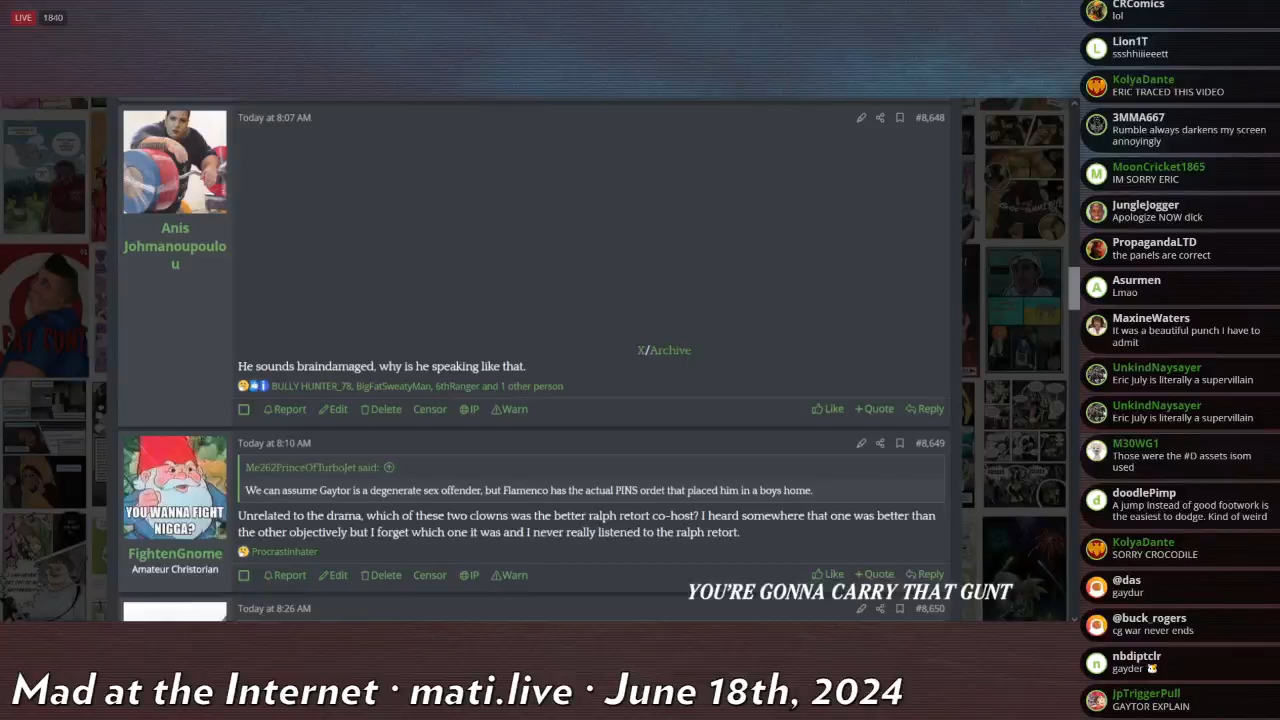 LIVE 1840
Today at 8:07 AM
#8,648
Anis
Johmanoupoulo
u
X/Archive
He sounds braindamaged, why is he speaking like that.
BULLY HUNTER_78, BigFatSweatyMan, 6thRanger and 1 other person
Report Edit Delete Censor IP Warn
Like +Quote Reply
Today at 8:10 AM
#8,649
YOU WANNA FIGHT
NIGGA?
FightenGnome
Amateur Christorian
Me262PrinceOfTurboJet said:
We can assume Gaytor is a degenerate sex offender, but Flamenco has the actual PINS ordet that placed him in a boys home.
Unrelated to the drama, which of these two clowns was the better ralph retort co-host? I heard somewhere that one was better than
the other objectively but I forget which one it was and I never really listened to the ralph retort.
Procrastinhater
Report Edit Delete Censor IP Warn
Like +Quote Reply
YOU'RE GONNA CARRY THAT GUNT
Today at 8:26 AM
#8,650
Mad at the Internet · mati.live · June 18th, 2024
CRComics
lol
L
Lion1T
ssshhiiieeett
KolyaDante
ERIC TRACED THIS VIDEO
3MMA667
Rumble always darkens my screen
annoyingly
M
MoonCricket1865
IM SORRY ERIC
JungleJogger
Apologize NOW dick
PropagandaLTD
the panels are correct
A
Asurmen
Lmao
MaxineWaters
It was a beautiful punch I have to
admit
UnkindNaysayer
Eric July is literally a supervillain
UnkindNaysayer
Eric July is literally a supervillain
M30WG1
Those were the #D assets isom
used
d
doodlePimp
A jump instead of good footwork is
the easiest to dodge. Kind of weird
KolyaDante
SORRY CROCODILE
@das
gaydur
@buck_rogers
cg war never ends
n
nbdiptclr
gayder
JpTriggerPull
GAYTOR EXPLAIN